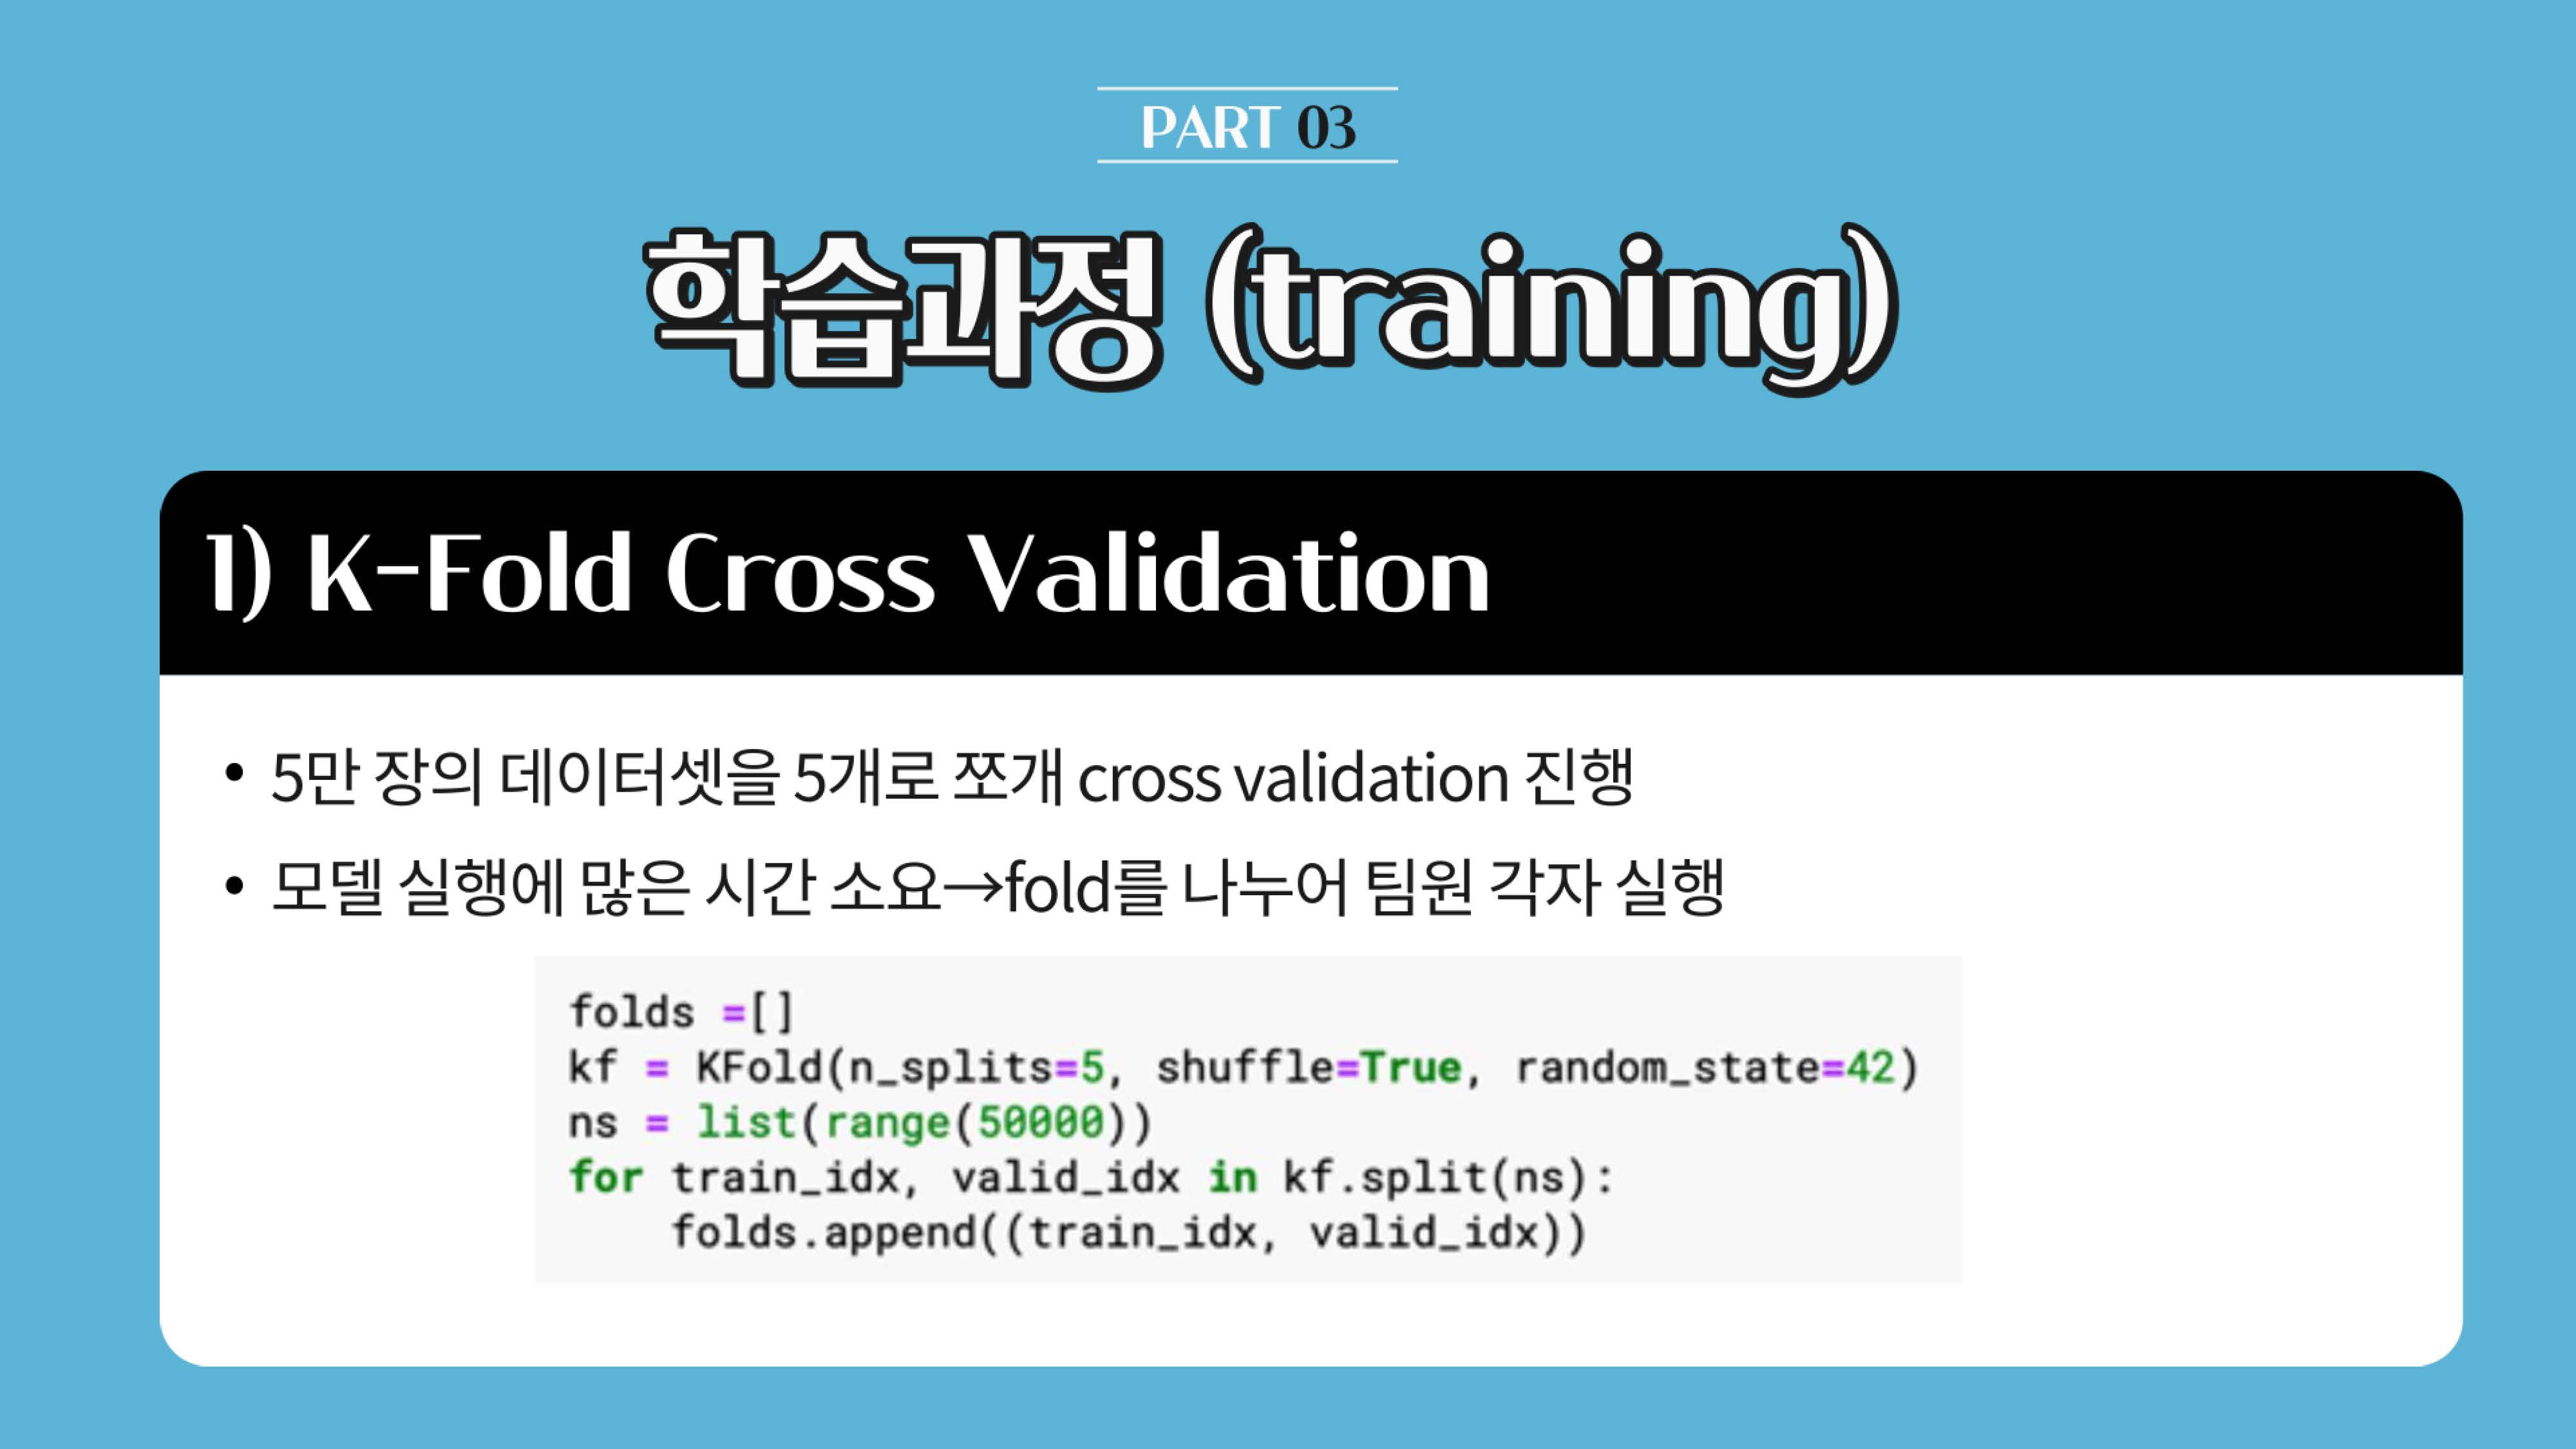 PART 03
학습과정 (training)
1) K-Fold Cross Validation
• 5만 장의 데이터셋을 5개로 쪼개 cross validation 진행
• 모델 실행에 많은 시간 소요→fold를 나누어 팀원 각자 실행
folds =[]
kf = KFold(n_splits=5, shuffle=True, random_state=42)
ns = list(range(50000))
for train_idx, valid_idx in kf.split(ns):
    folds.append((train_idx, valid_idx))